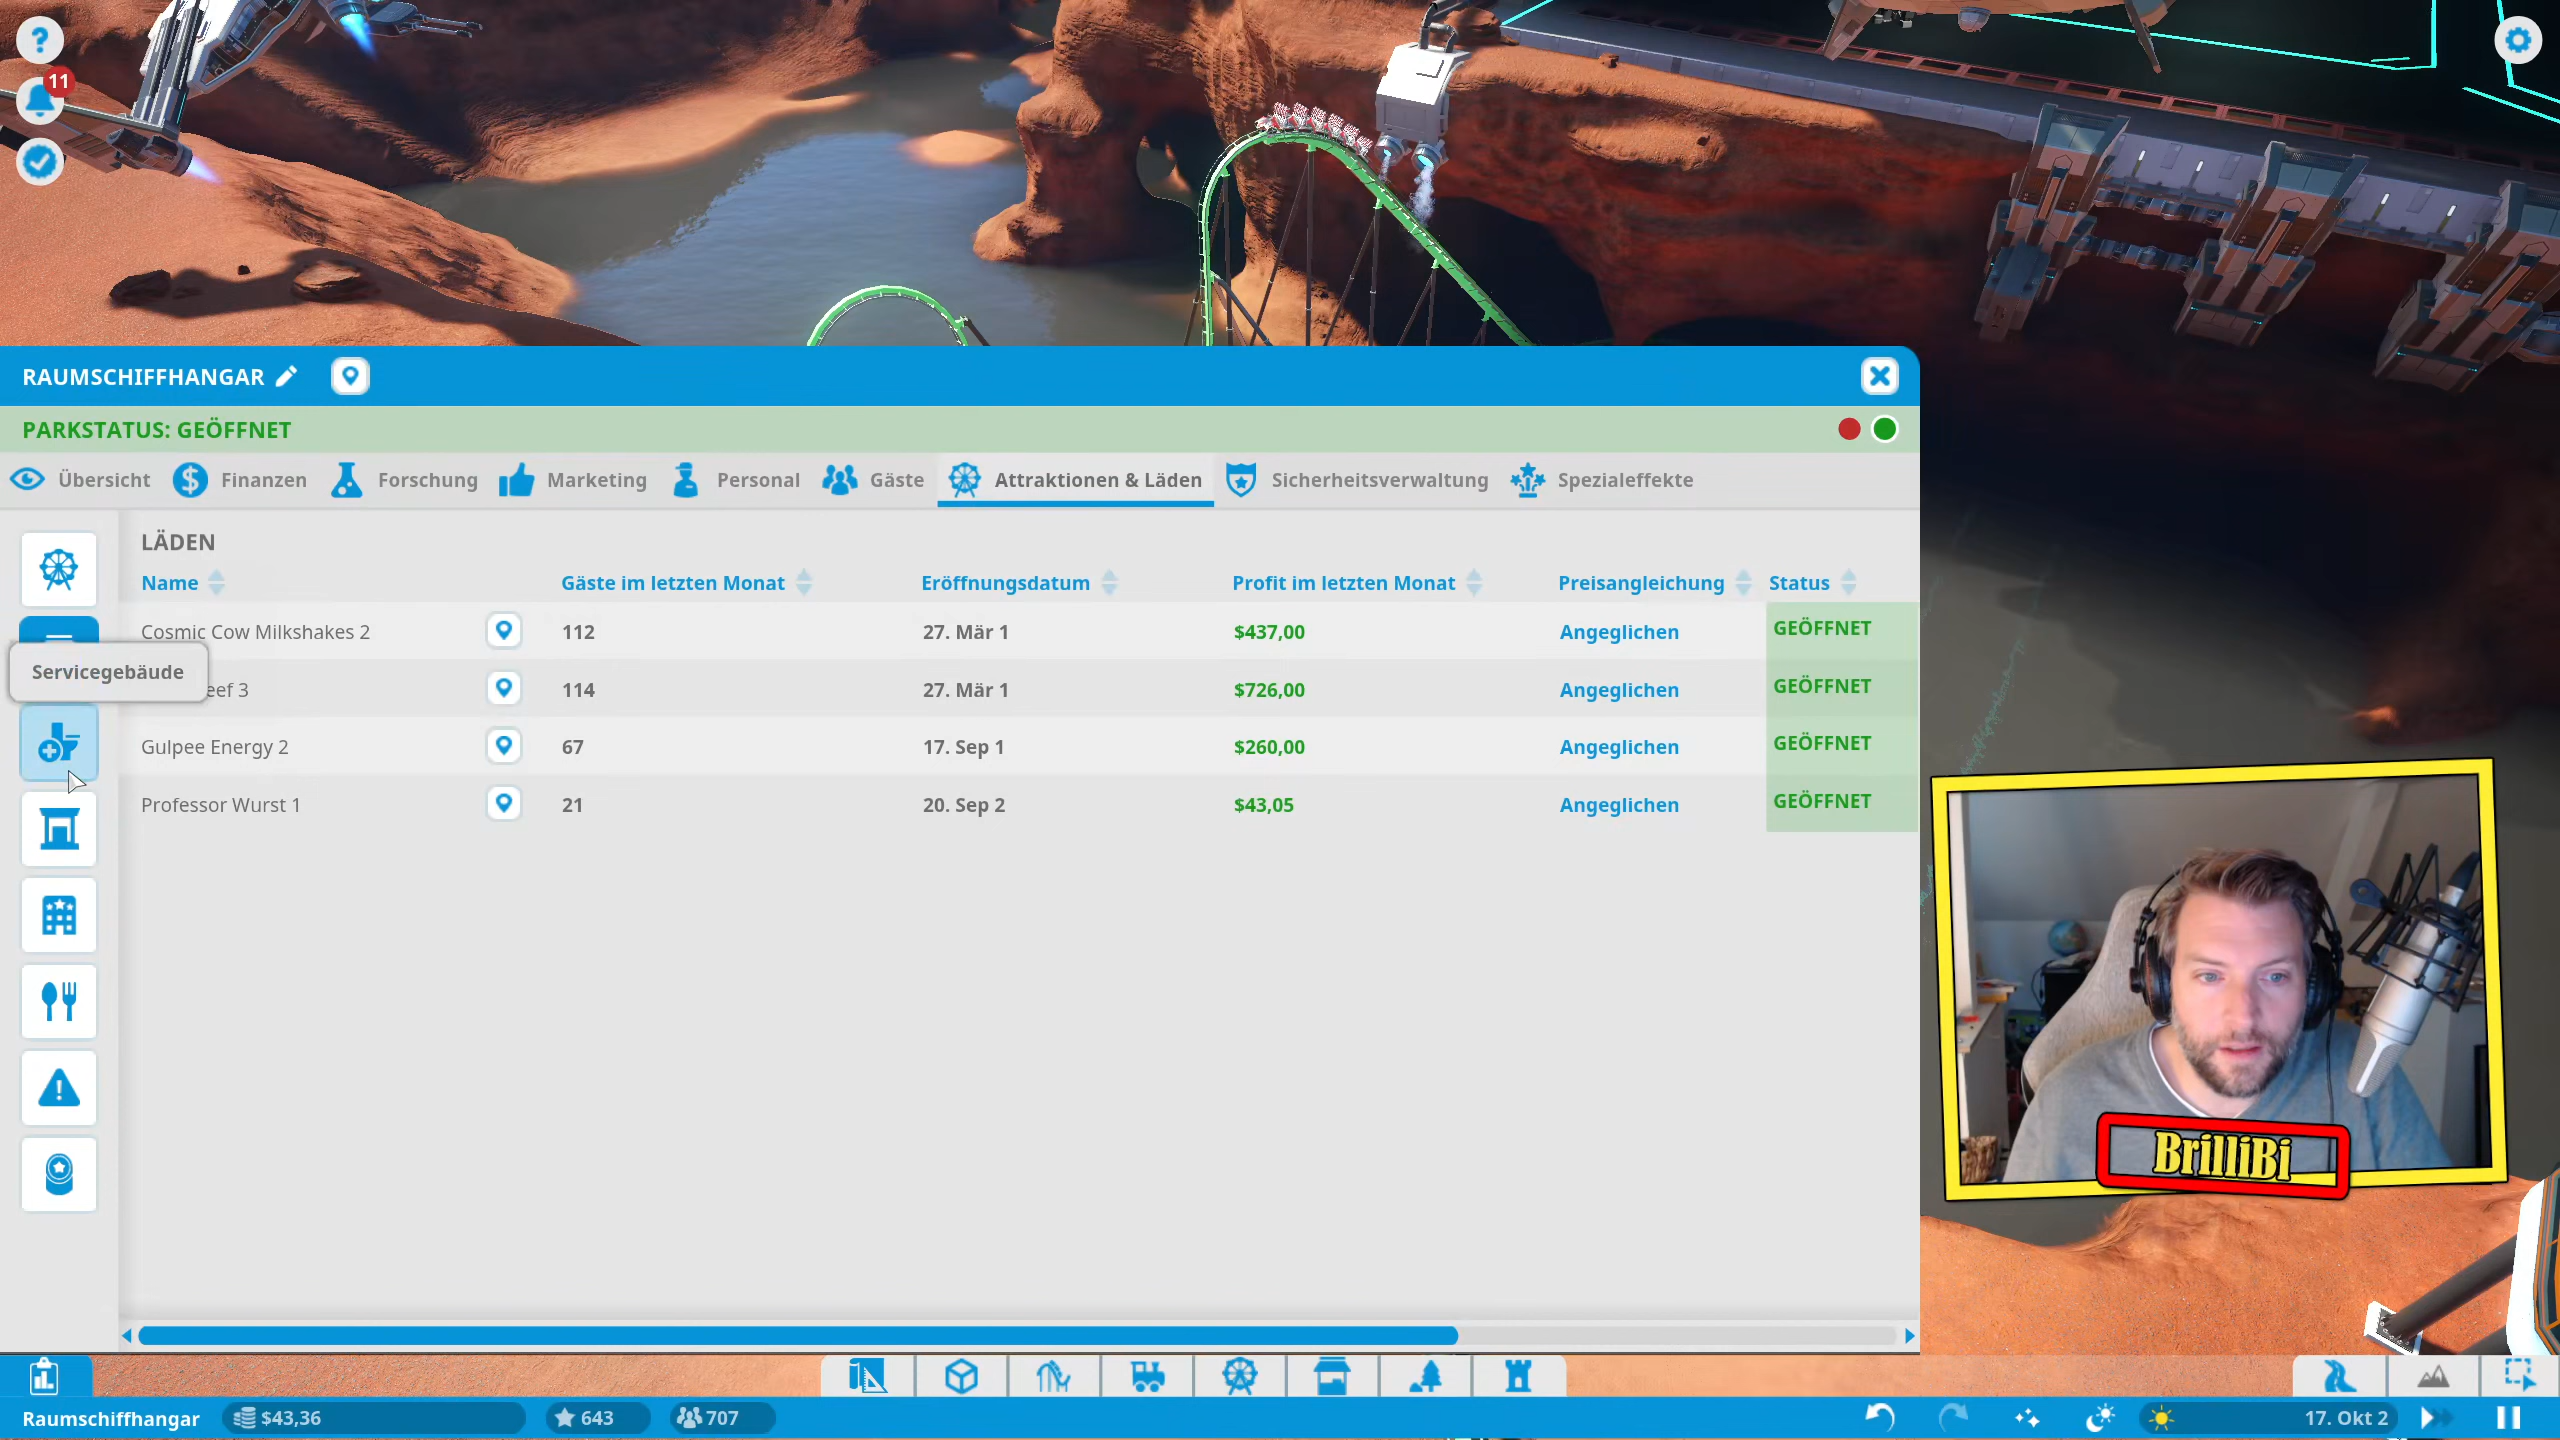 11
RAUMSCHIFFHANGAR
PARKSTATUS: GEÖFFNET
Übersicht Finanzen Forschung Marketing Personal Gäste Attraktionen & Läden Sicherheitsverwaltung Spezialeffekte
LÄDEN
Name Gäste im letzten Monat Eröffnungsdatum Profit im letzten Monat Preisangleichung Status
Cosmic Cow Milkshakes 2 112 27. Mär 1 $437,00 Angeglichen GEÖFFNET
Servicegebäude
3 114 27. Mär 1 $726,00 Angeglichen GEÖFFNET
Gulpee Energy 2 67 17. Sep 1 $260,00 Angeglichen GEÖFFNET
Professor Wurst 1 21 20. Sep 2 $43,05 Angeglichen GEÖFFNET
BrilliBi
Raumschiffhangar $43,36 643 707 17. Okt 2